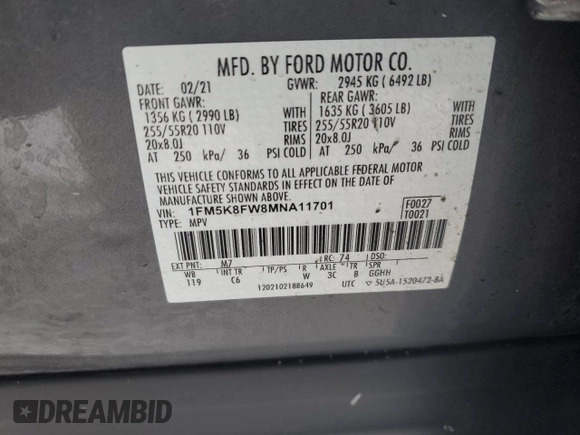 MFD. BY FORD MOTOR CO.
DATE: 02/21 GVWR: 2945 KG ( 6492 LB)
FRONT GAWR: REAR GAWR:
1356 KG ( 2990 LB) WITH 1635 KG ( 3605 LB) WITH
255/55R20 110V TIRES 255/55R20 110V TIRES
20x8.0J RIMS 20x8.0J RIMS
AT 250 kPa/ 36 PSI COLD AT 250 kPa/ 36 PSI COLD
THIS VEHICLE CONFORMS TO ALL APPLICABLE FEDERAL MOTOR
VEHICLE SAFETY STANDARDS IN EFFECT ON THE DATE OF
MANUFACTURE SHOWN ABOVE.
VIN: 1FM5K8FW8MNA11701 F0027
TYPE: MPV T0021
EXT PNT: M7 RC: 74 DSO:
WB INT TR TP/PS R AXLE TR SPR
119 C6 W 3C B GGHH
1202102188649 UTC 5U5A-1520472-BA
DREAMBID